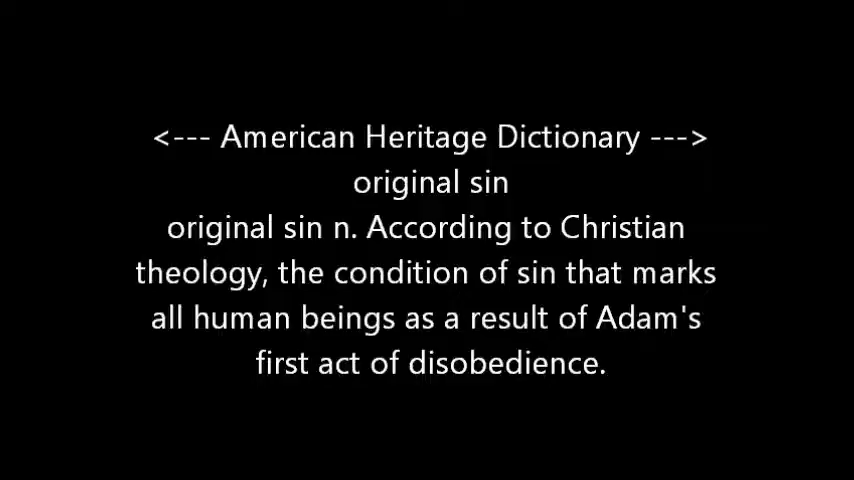 <--- American Heritage Dictionary --->
original sin
original sin n. According to Christian
theology, the condition of sin that marks
all human beings as a result of Adam's
first act of disobedience.